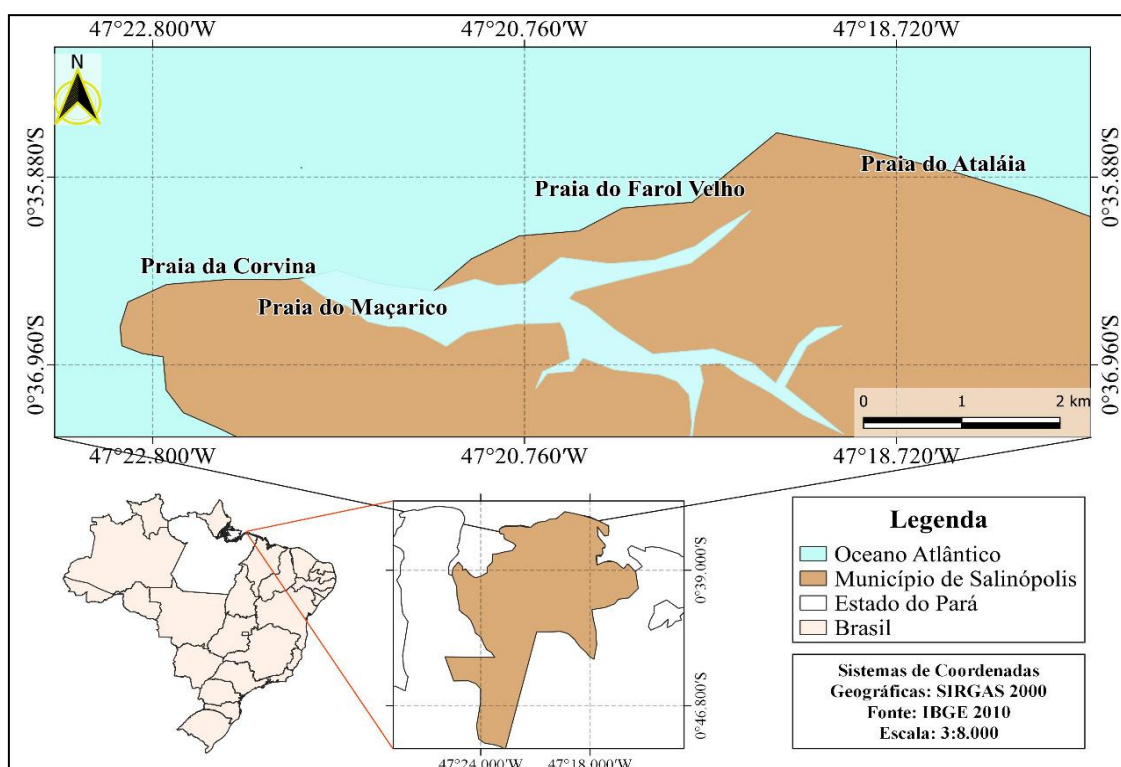 47°22.800′W 47°20.760′W 47°18.720′W
N
0°35.880′S
0°35.880′S
Praia do Ataláia
Praia do Farol Velho
Praia da Corvina
Praia do Maçarico
0°36.960′S
0°36.960′S
0 1 2 km
47°22.800′W 47°20.760′W 47°18.720′W
Legenda
Oceano Atlântico
Município de Salinópolis
Estado do Pará
Brasil
0°39.000′S
0°46.800′S
47°24.000′W 47°18.000′W
Sistemas de Coordenadas
Geográficas: SIRGAS 2000
Fonte: IBGE 2010
Escala: 3:8.000